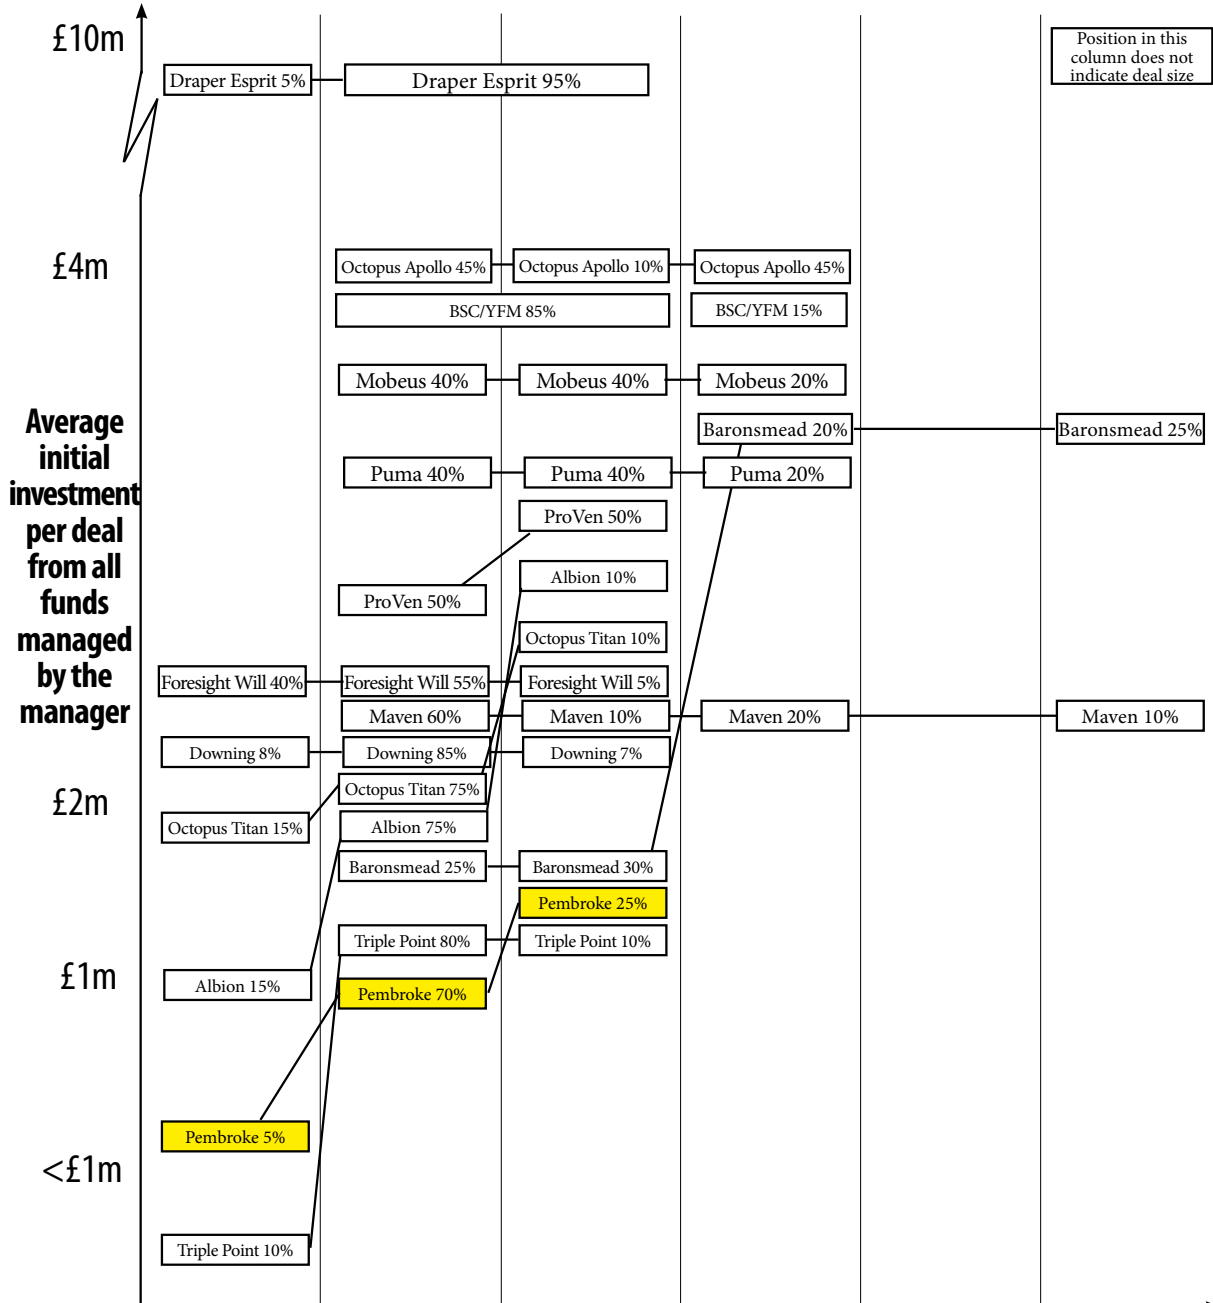 £10m
Position in this
column does not
indicate deal size
Draper Esprit 5%
Draper Esprit 95%
£4m
Octopus Apollo 45%
Octopus Apollo 10%
Octopus Apollo 45%
BSC/YFM 85%
BSC/YFM 15%
Mobeus 40%
Mobeus 40%
Mobeus 20%
Average
initial
investment
per deal
from all
funds
managed
by the
manager
Baronsmead 20%
Baronsmead 25%
Puma 40%
Puma 40%
Puma 20%
ProVen 50%
Albion 10%
ProVen 50%
Octopus Titan 10%
Foresight Will 40%
Foresight Will 55%
Foresight Will 5%
Maven 60%
Maven 10%
Maven 20%
Maven 10%
Downing 8%
Downing 85%
Downing 7%
£2m
Octopus Titan 75%
Octopus Titan 15%
Albion 75%
Baronsmead 25%
Baronsmead 30%
Pembroke 25%
Triple Point 80%
Triple Point 10%
£1m
Albion 15%
Pembroke 70%
Pembroke 5%
<£1m
Triple Point 10%